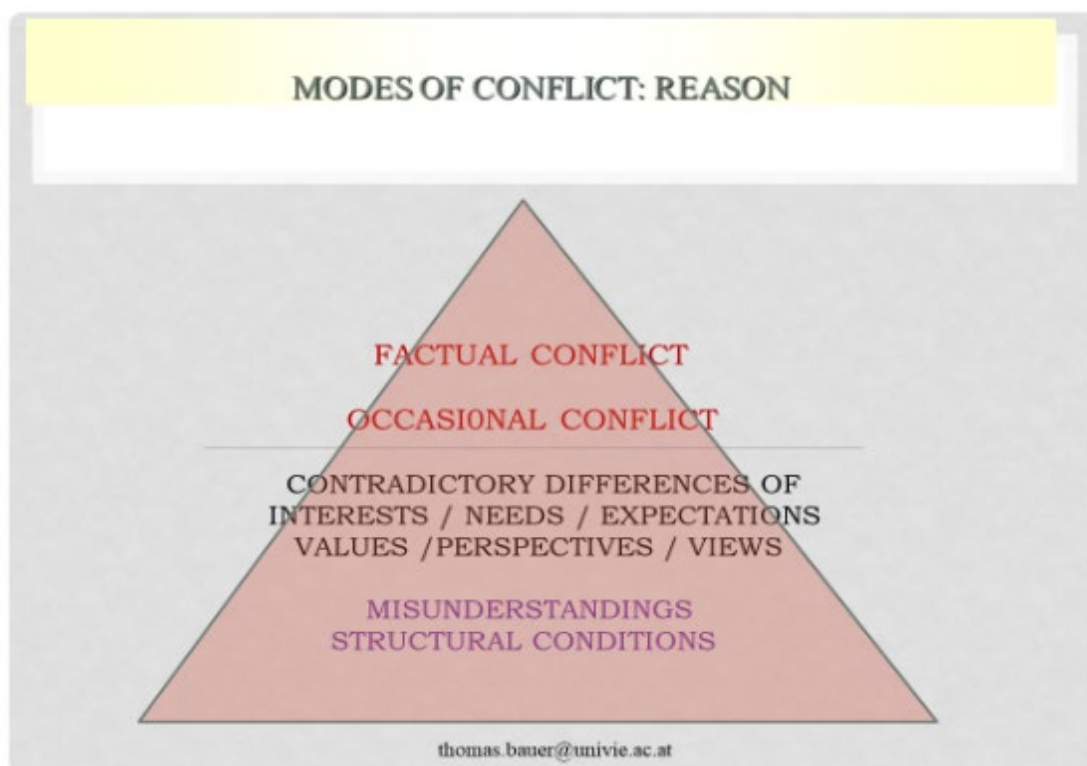 MODES OF CONFLICT: REASON
FACTUAL CONFLICT
OCCASI0NAL CONFLICT
CONTRADICTORY DIFFERENCES OF
INTERESTS / NEEDS / EXPECTATIONS
VALUES /PERSPECTIVES / VIEWS
MISUNDERSTANDINGS
STRUCTURAL CONDITIONS
thomas.bauer@univie.ac.at